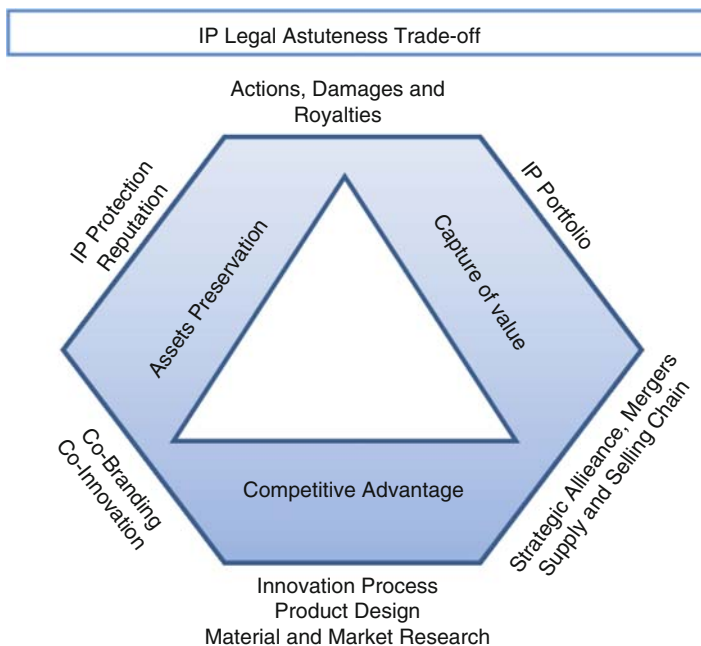 IP Legal Astuteness Trade-off
Actions, Damages and
Royalties
IP Protection
Reputation
IP Portfolio
Assets Preservation
Capture of value
Co-Branding
Co-Innovation
Competitive Advantage
Strategic Allieance, Mergers
Supply and Selling Chain
Innovation Process
Product Design
Material and Market Research